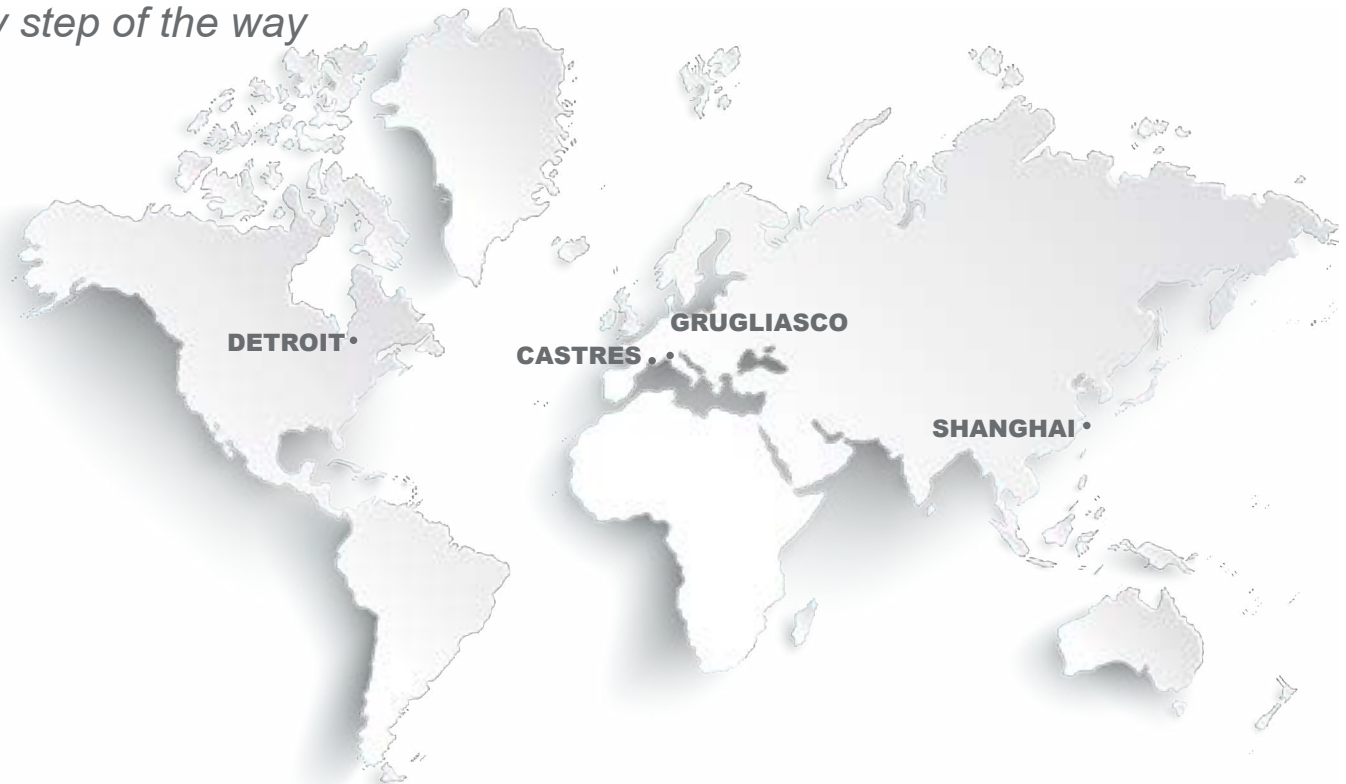 y step of the way
GRUGLIASCO
DETROIT
CASTRES
SHANGHAI